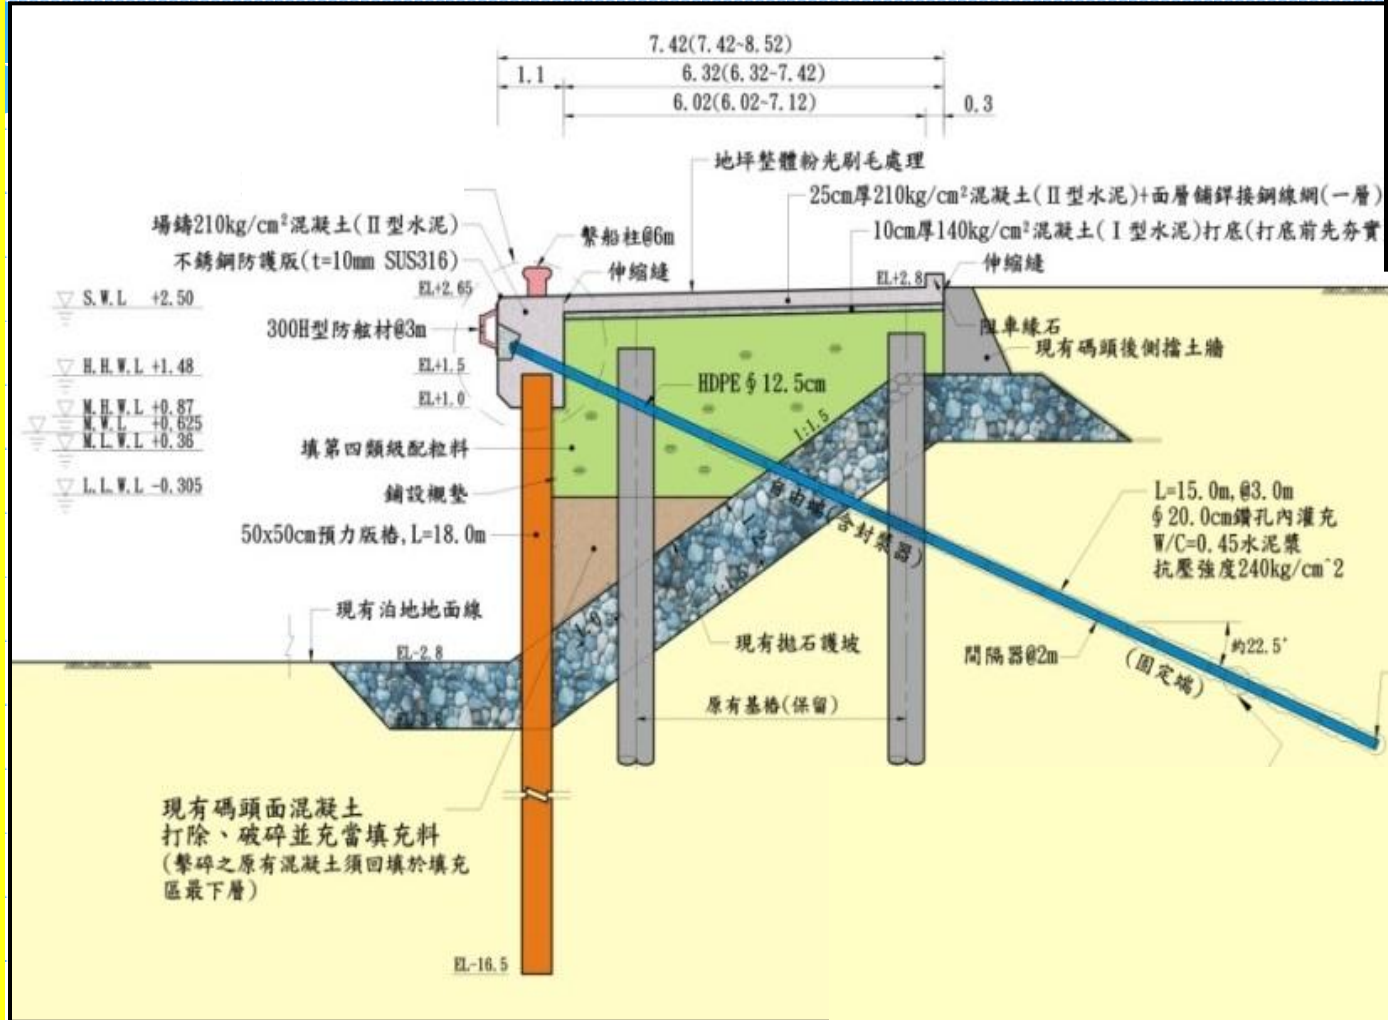 7.42(7.42~8.52)
1.1
6.32(6.32~7.42)
6.02(6.02~7.12)
0.3
地坪整體粉光刷毛處理
25cm厚210kg/cm²混凝土(Ⅱ型水泥)+面層舖銲接鋼線網(一層)
場鑄210kg/cm²混凝土(Ⅱ型水泥)
繫船柱@6m
10cm厚140kg/cm²混凝土(Ⅰ型水泥)打底(打底前先夯實
不銹鋼防護版(t=10mm SUS316)
伸縮縫
EL+2.8
伸縮縫
S.W.L +2.50
EL+2.65
300H型防舷材@3m
阻車緣石
現有碼頭後側擋土牆
H.H.W.L +1.48
EL+1.5
HDPE∮12.5cm
M.H.W.L +0.87
EL+1.0
M.W.L +0.625
M.L.W.L +0.36
1:1.5
填第四類級配粒料
L.L.W.L -0.305
舖設襯墊
自由端(含封漿器)
L=15.0m,@3.0m
∮20.0cm鑽孔內灌充
W/C=0.45水泥漿
抗壓強度240kg/cm^2
50x50cm預力版樁,L=18.0m
現有泊地地面線
現有拋石護坡
EL-2.8
間隔器@2m
約22.5°
(固定端)
原有基樁(保留)
現有碼頭面混凝土
打除、破碎並充當填充料
(擊碎之原有混凝土須回填於填充
區最下層)
EL-16.5